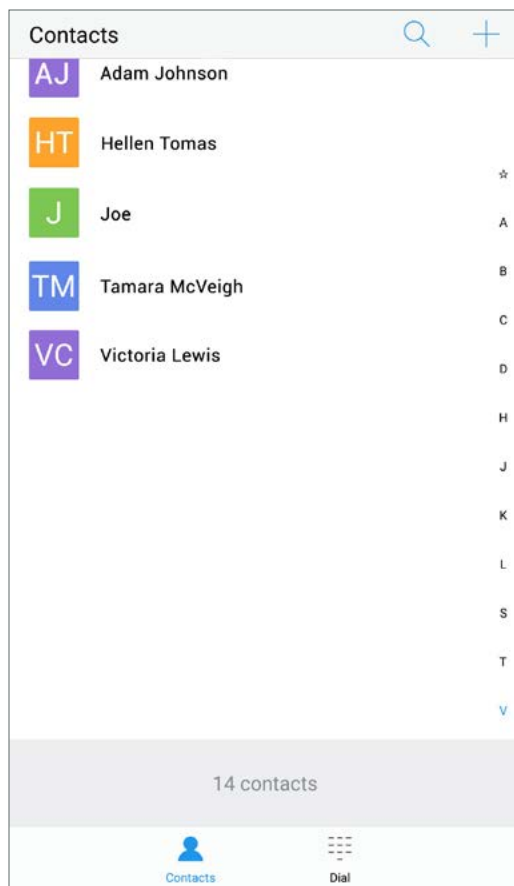 Contacts
AJ Adam Johnson
HT Hellen Tomas
☆
J Joe
A
B
TM Tamara McVeigh
C
VC Victoria Lewis
D
H
J
K
L
S
T
V
14 contacts
Contacts Dial